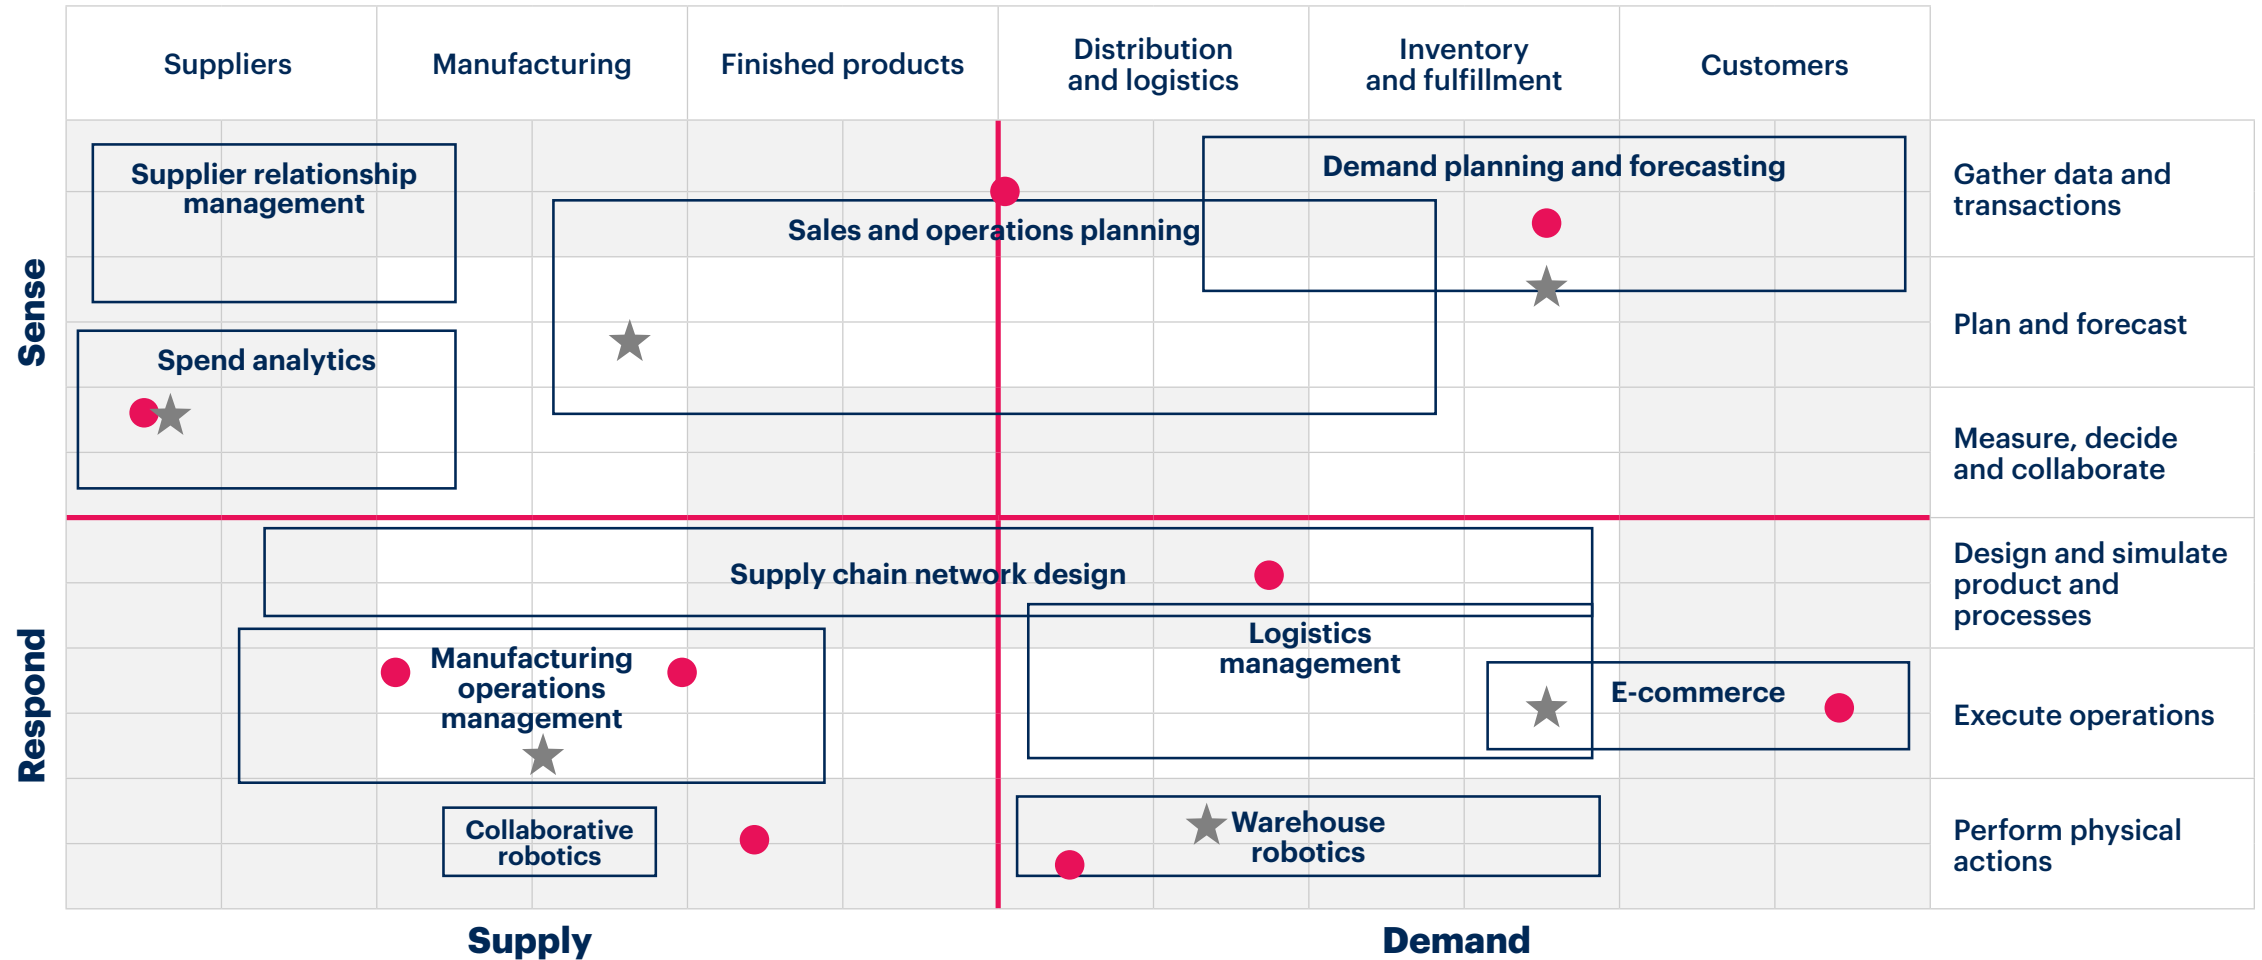 Suppliers
Manufacturing
Finished products
Distribution
and logistics
Inventory
and fulfillment
Customers
Sense
Supplier relationship
management
Demand planning and forecasting
Gather data and
transactions
Sales and operations planning
Plan and forecast
Spend analytics
Measure, decide
and collaborate
Respond
Supply chain network design
Design and simulate
product and
processes
Manufacturing
operations
management
Logistics
management
E-commerce
Execute operations
Collaborative
robotics
Warehouse
robotics
Perform physical
actions
Supply
Demand